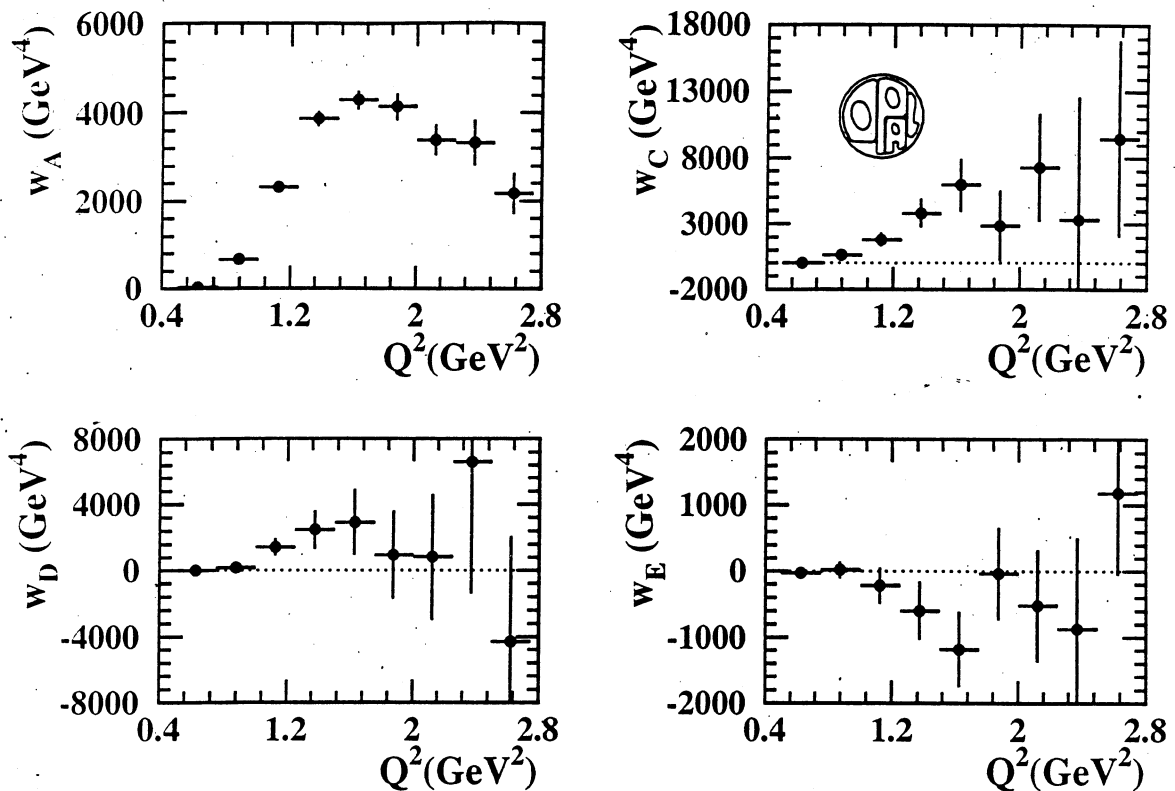 6000
4000
2000
0
w_A (GeV^4)
0.4 1.2 2 2.8
Q^2(GeV^2)
18000
13000
8000
3000
-2000
w_C (GeV^4)
OPAL
0.4 1.2 2 2.8
Q^2(GeV^2)
8000
4000
0
-4000
-8000
w_D (GeV^4)
0.4 1.2 2 2.8
Q^2(GeV^2)
2000
1000
0
-1000
-2000
w_E (GeV^4)
0.4 1.2 2 2.8
Q^2(GeV^2)